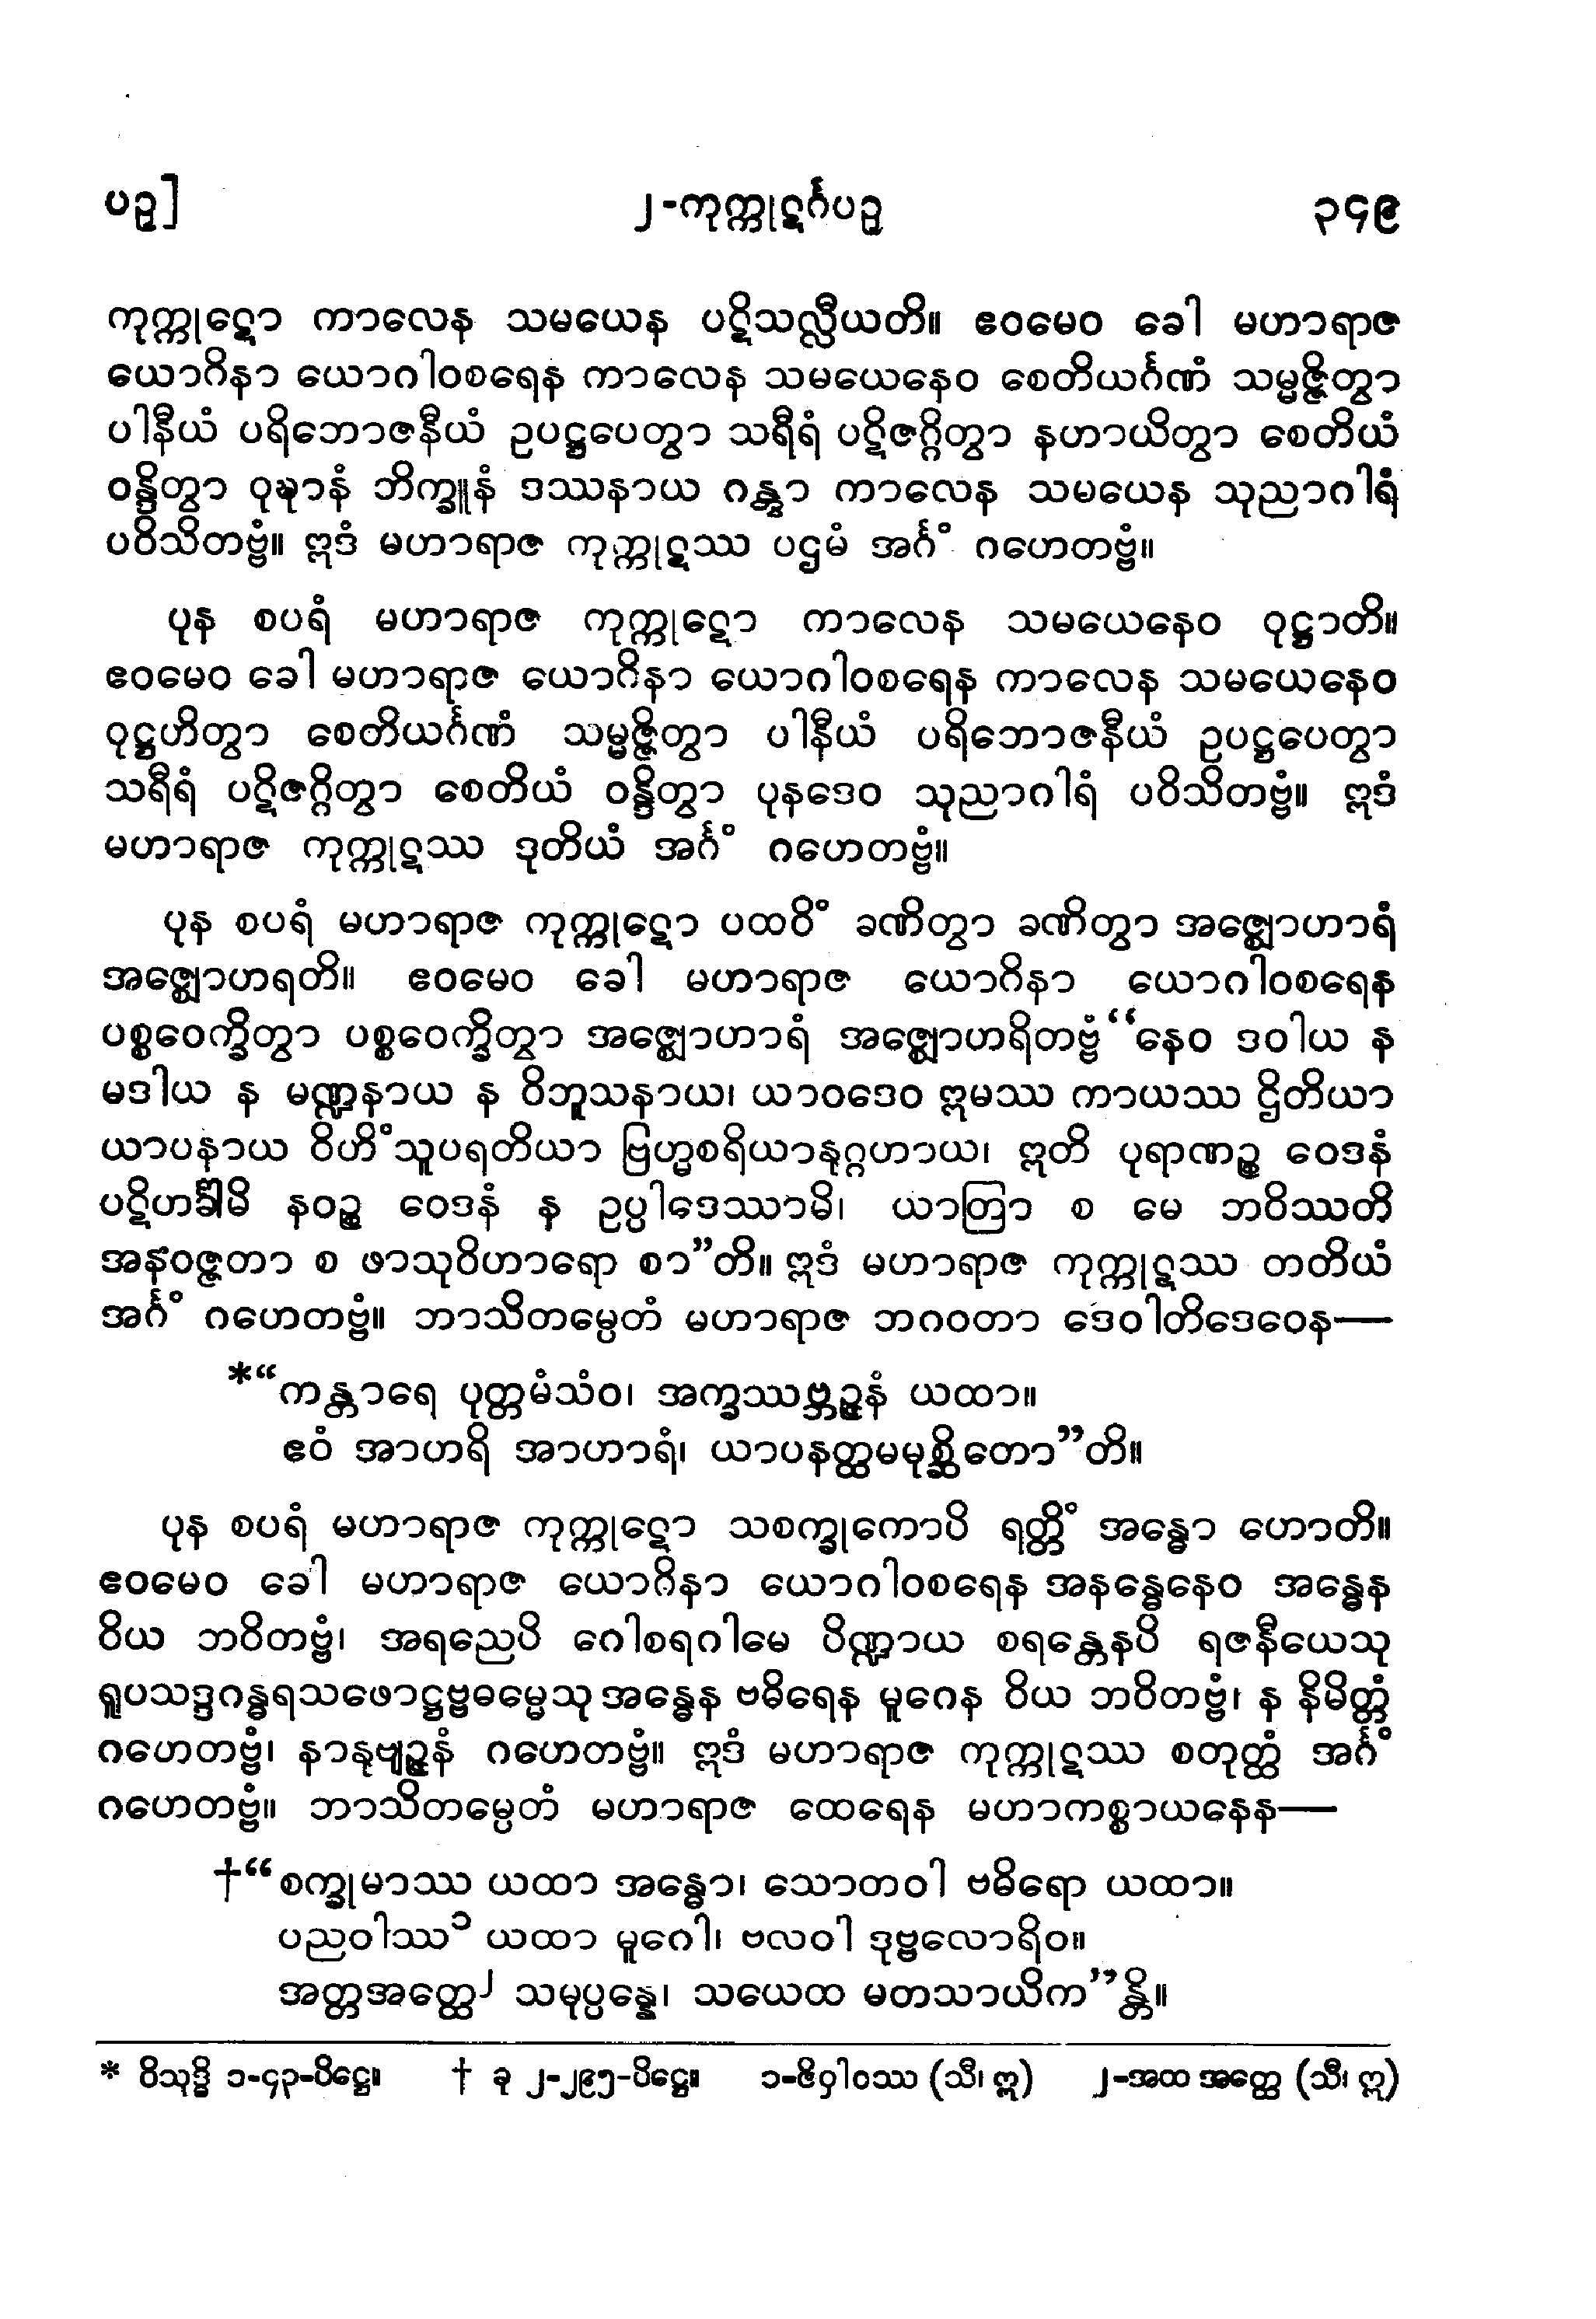 ပဉှ]
၂-ကုက္ကုဋင်္ဂပဉှ
၃၄၉
ကုက္ကုဋော ကာလေန သမယေန ပဋိသလ္လီယတိ။ ဧဝမေဝ ခေါ မဟာရာဇ
ယောဂိနာ ယောဂါဝစရေန ကာလေန သမယေနေဝ စေတိယင်္ဂဏံ သမ္မဇ္ဇိတွာ
ပါနီယံ ပရိဘောဇနီယံ ဥပဋ္ဌပေတွာ သရီရံ ပဋိဇဂ္ဂိတွာ နဟာယိတွာ စေတိယံ
ဝန္ဒိတွာ ဝုဍ္ဎာနံ ဘိက္ခူနံ ဒဿနာယ ဂန္တွာ ကာလေန သမယေန သုညာဂါရံ
ပဝိသိတဗ္ဗံ။ ဣဒံ မဟာရာဇ ကုက္ကုဋဿ ပဌမံ အင်္ဂံ ဂဟေတဗ္ဗံ။
ပုန စပရံ မဟာရာဇ ကုက္ကုဋော ကာလေန သမယေနေဝ ဝုဋ္ဌာတိ။
ဧဝမေဝ ခေါ မဟာရာဇ ယောဂိနာ ယောဂါဝစရေန ကာလေန သမယေနေဝ
ဝုဋ္ဌဟိတွာ စေတိယင်္ဂဏံ သမ္မဇ္ဇိတွာ ပါနီယံ ပရိဘောဇနီယံ ဥပဋ္ဌပေတွာ
သရီရံ ပဋိဇဂ္ဂိတွာ စေတိယံ ဝန္ဒိတွာ ပုနဒေဝ သုညာဂါရံ ပဝိသိတဗ္ဗံ။ ဣဒံ
မဟာရာဇ ကုက္ကုဋဿ ဒုတိယံ အင်္ဂံ ဂဟေတဗ္ဗံ။
ပုန စပရံ မဟာရာဇ ကုက္ကုဋော ပထဝိံ ခဏိတွာ ခဏိတွာ အဇ္ဈောဟာရံ
အဇ္ဈောဟရတိ။ ဧဝမေဝ ခေါ မဟာရာဇ ယောဂိနာ ယောဂါဝစရေန
ပစ္စဝေက္ခိတွာ ပစ္စဝေက္ခိတွာ အဇ္ဈောဟာရံ အဇ္ဈောဟရိတဗ္ဗံ “နေဝ ဒဝါယ န
မဒါယ န မဏ္ဍနာယ န ဝိဘူသနာယ၊ ယာဝဒေဝ ဣမဿ ကာယဿ ဌိတိယာ
ယာပနာယ ဝိဟိံသူပရတိယာ ဗြဟ္မစရိယာနုဂ္ဂဟာယ၊ ဣတိ ပုရာဏဉ္စ ဝေဒနံ
ပဋိဟင်္ခါမိ နဝဉ္စ ဝေဒနံ န ဥပ္ပါဒေဿာမိ၊ ယာတြာ စ မေ ဘဝိဿတိ
အနဝဇ္ဇတာ စ ဖာသုဝိဟာရော စာ”တိ။ ဣဒံ မဟာရာဇ ကုက္ကုဋဿ တတိယံ
အင်္ဂံ ဂဟေတဗ္ဗံ။ ဘာသိတမ္ပေတံ မဟာရာဇ ဘဂဝတာ ဒေဝါတိဒေဝေန—
*“ကန္တာရေ ပုတ္တမံသံဝ၊ အက္ခဿဗ္ဘဉ္ဇနံ ယထာ။
ဧဝံ အာဟရိ အာဟာရံ၊ ယာပနတ္ထမမုစ္ဆိတော”တိ။
ပုန စပရံ မဟာရာဇ ကုက္ကုဋော သစက္ခုကောပိ ရတ္တိံ အန္ဓော ဟောတိ။
ဧဝမေဝ ခေါ မဟာရာဇ ယောဂိနာ ယောဂါဝစရေန အနန္ဓေနေဝ အန္ဓေန
ဝိယ ဘဝိတဗ္ဗံ၊ အရညေပိ ဂေါစရဂါမေ ပိဏ္ဍာယ စရန္တေနပိ ရဇနီယေသု
ရူပသဒ္ဒဂန္ဓရသဖောဋ္ဌဗ္ဗဓမ္မေသု အန္ဓေန ဗဓိရေန မူဂေန ဝိယ ဘဝိတဗ္ဗံ၊ န နိမိတ္တံ
ဂဟေတဗ္ဗံ၊ နာနုဗျဉ္ဇနံ ဂဟေတဗ္ဗံ။ ဣဒံ မဟာရာဇ ကုက္ကုဋဿ စတုတ္ထံ အင်္ဂံ
ဂဟေတဗ္ဗံ။ ဘာသိတမ္ပေတံ မဟာရာဇ ထေရေန မဟာကစ္စာယနေန—
†“စက္ခုမာဿ ယထာ အန္ဓော၊ သောတဝါ ဗဓိရော ယထာ။
ပညဝါဿ၁ ယထာ မူဂေါ၊ ဗလဝါ ဒုဗ္ဗလောရိဝ။
အတ္တအတ္ထေ၂ သမုပ္ပန္နေ၊ သယေထ မတသာယိက”န္တိ။
* ဝိသုဒ္ဓိ ၁-၄၃-ပိဋ္ဌေ။ † ခု ၂-၂၉၅-ပိဋ္ဌေ။ ၁-ဇိဝှါဝဿ (သီ၊ ဣ) ၂-အထ အတ္ထေ (သီ၊ ဣ)